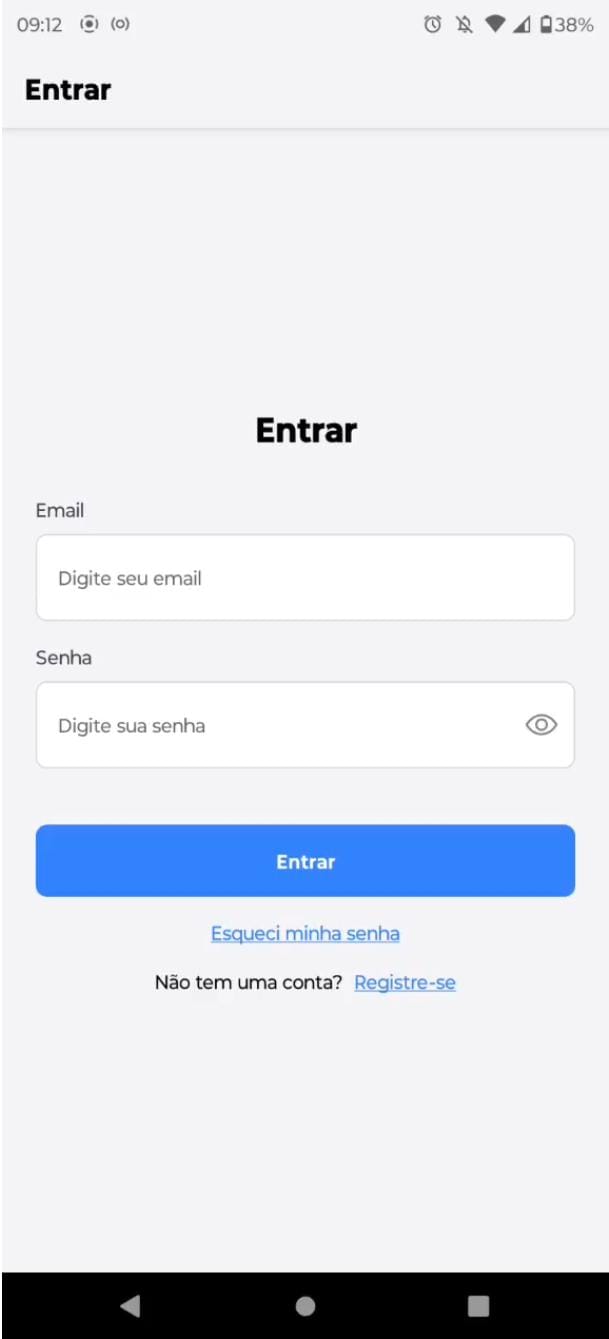 09:12 38%
Entrar
Entrar
Email
Digite seu email
Senha
Digite sua senha
Entrar
Esqueci minha senha
Não tem uma conta? Registre-se